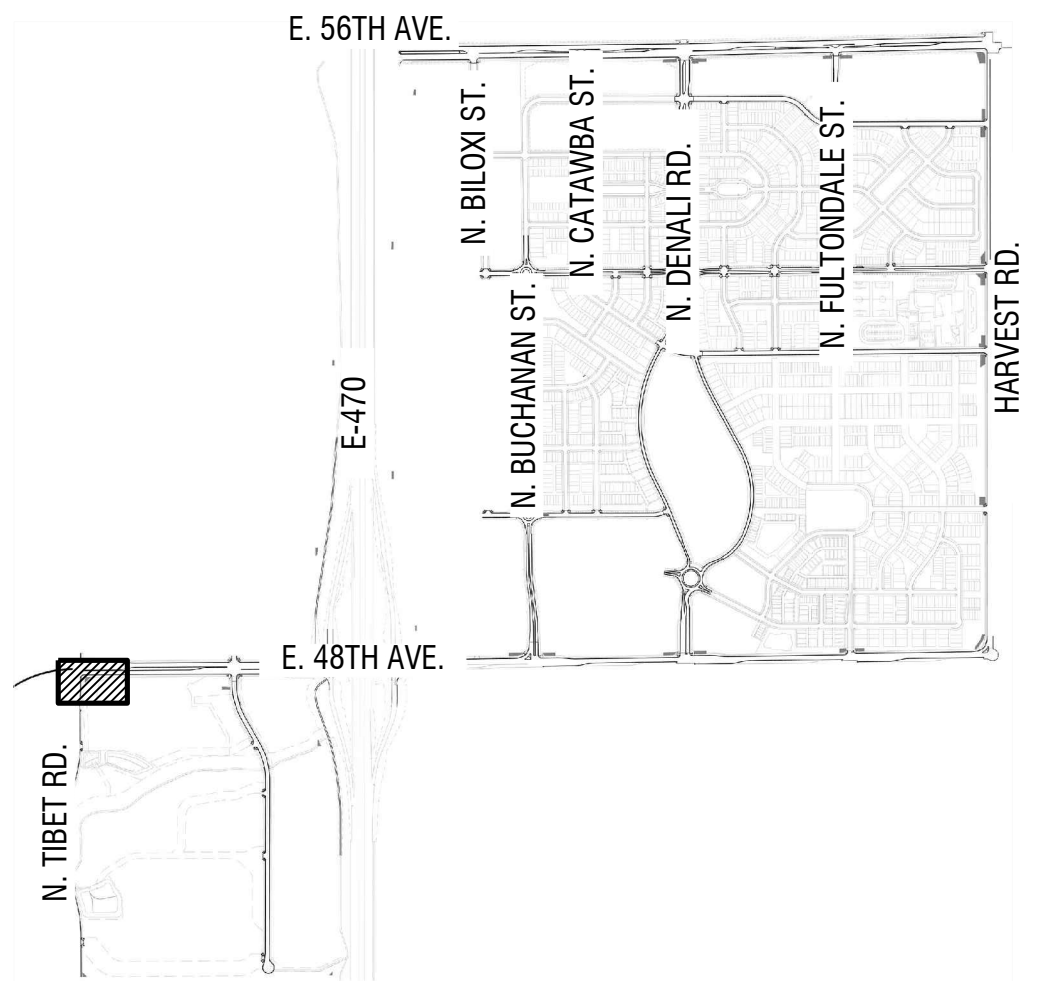 E. 56TH AVE.
N. BILOXI ST.
N. CATAWBA ST.
N. DENALI RD.
N. FULTONDALE ST.
HARVEST RD.
N. BUCHANAN ST.
E-470
E. 48TH AVE.
N. TIBET RD.